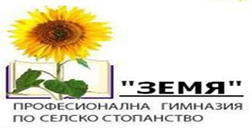 "ЗЕМЯ"
ПРОФЕСИОНАЛНА ГИМНАЗИЯ
ПО СЕЛСКО СТОПАНСТВО